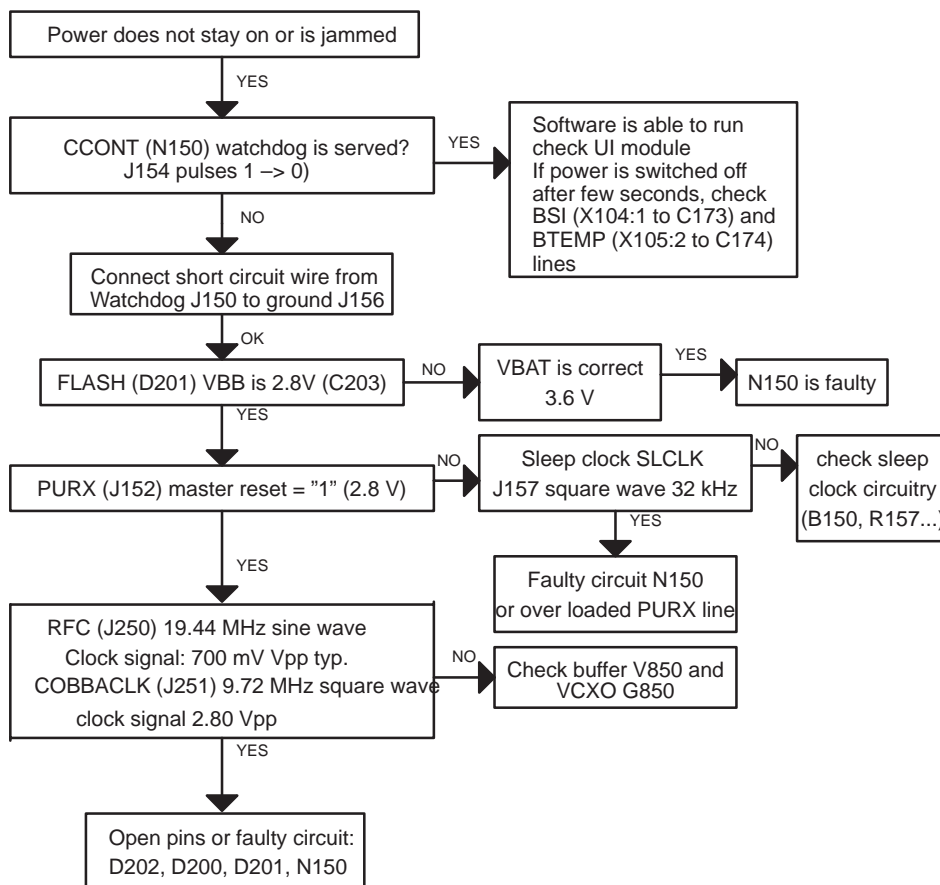 Power does not stay on or is jammed
YES
CCONT (N150) watchdog is served?
J154 pulses 1 –> 0)
YES
Software is able to run
check UI module
If power is switched off
after few seconds, check
BSI (X104:1 to C173) and
BTEMP (X105:2 to C174)
lines
NO
Connect short circuit wire from
Watchdog J150 to ground J156
OK
FLASH (D201) VBB is 2.8V (C203)
NO
VBAT is correct
3.6 V
YES
N150 is faulty
YES
PURX (J152) master reset = ”1” (2.8 V)
NO
Sleep clock SLCLK
J157 square wave 32 kHz
NO
check sleep
clock circuitry
(B150, R157...)
YES
Faulty circuit N150
or over loaded PURX line
YES
RFC (J250) 19.44 MHz sine wave
Clock signal: 700 mV Vpp typ.
COBBACLK (J251) 9.72 MHz square wave
clock signal 2.80 Vpp
NO
Check buffer V850 and
VCXO G850
YES
Open pins or faulty circuit:
D202, D200, D201, N150